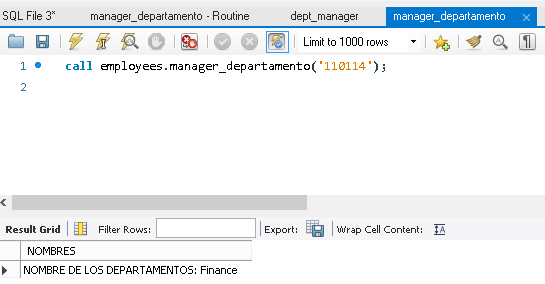 SQL File 3* manager_departamento - Routine dept_manager manager_departamento
Limit to 1000 rows
1 call employees.manager_departamento('110114');
2
Result Grid Filter Rows: Export: Wrap Cell Content:
NOMBRES
NOMBRE DE LOS DEPARTAMENTOS: Finance